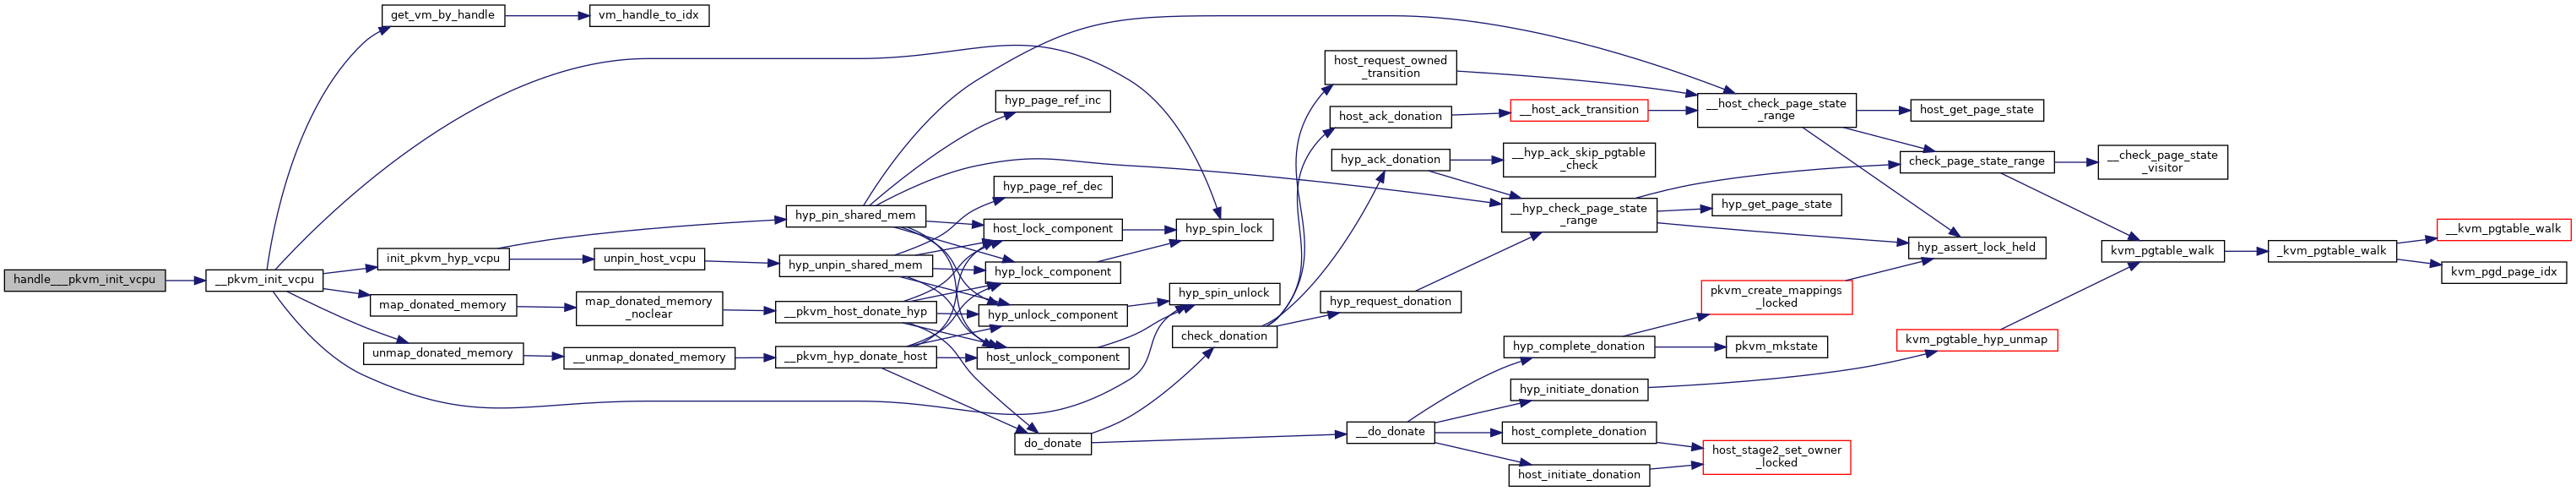 handle___pkvm_init_vcpu
__pkvm_init_vcpu
get_vm_by_handle
vm_handle_to_idx
init_pkvm_hyp_vcpu
map_donated_memory
unmap_donated_memory
unpin_host_vcpu
map_donated_memory
_noclear
__unmap_donated_memory
hyp_pin_shared_mem
hyp_unpin_shared_mem
__pkvm_host_donate_hyp
__pkvm_hyp_donate_host
hyp_page_ref_inc
hyp_page_ref_dec
host_lock_component
hyp_lock_component
hyp_unlock_component
host_unlock_component
do_donate
hyp_spin_lock
hyp_spin_unlock
check_donation
host_request_owned
_transition
host_ack_donation
hyp_ack_donation
hyp_request_donation
__do_donate
__host_ack_transition
__hyp_ack_skip_pgtable
_check
__hyp_check_page_state
_range
hyp_complete_donation
hyp_initiate_donation
host_complete_donation
host_initiate_donation
__host_check_page_state
_range
hyp_get_page_state
pkvm_create_mappings
_locked
pkvm_mkstate
host_stage2_set_owner
_locked
host_get_page_state
check_page_state_range
hyp_assert_lock_held
kvm_pgtable_hyp_unmap
__check_page_state
_visitor
kvm_pgtable_walk
_kvm_pgtable_walk
__kvm_pgtable_walk
kvm_pgd_page_idx